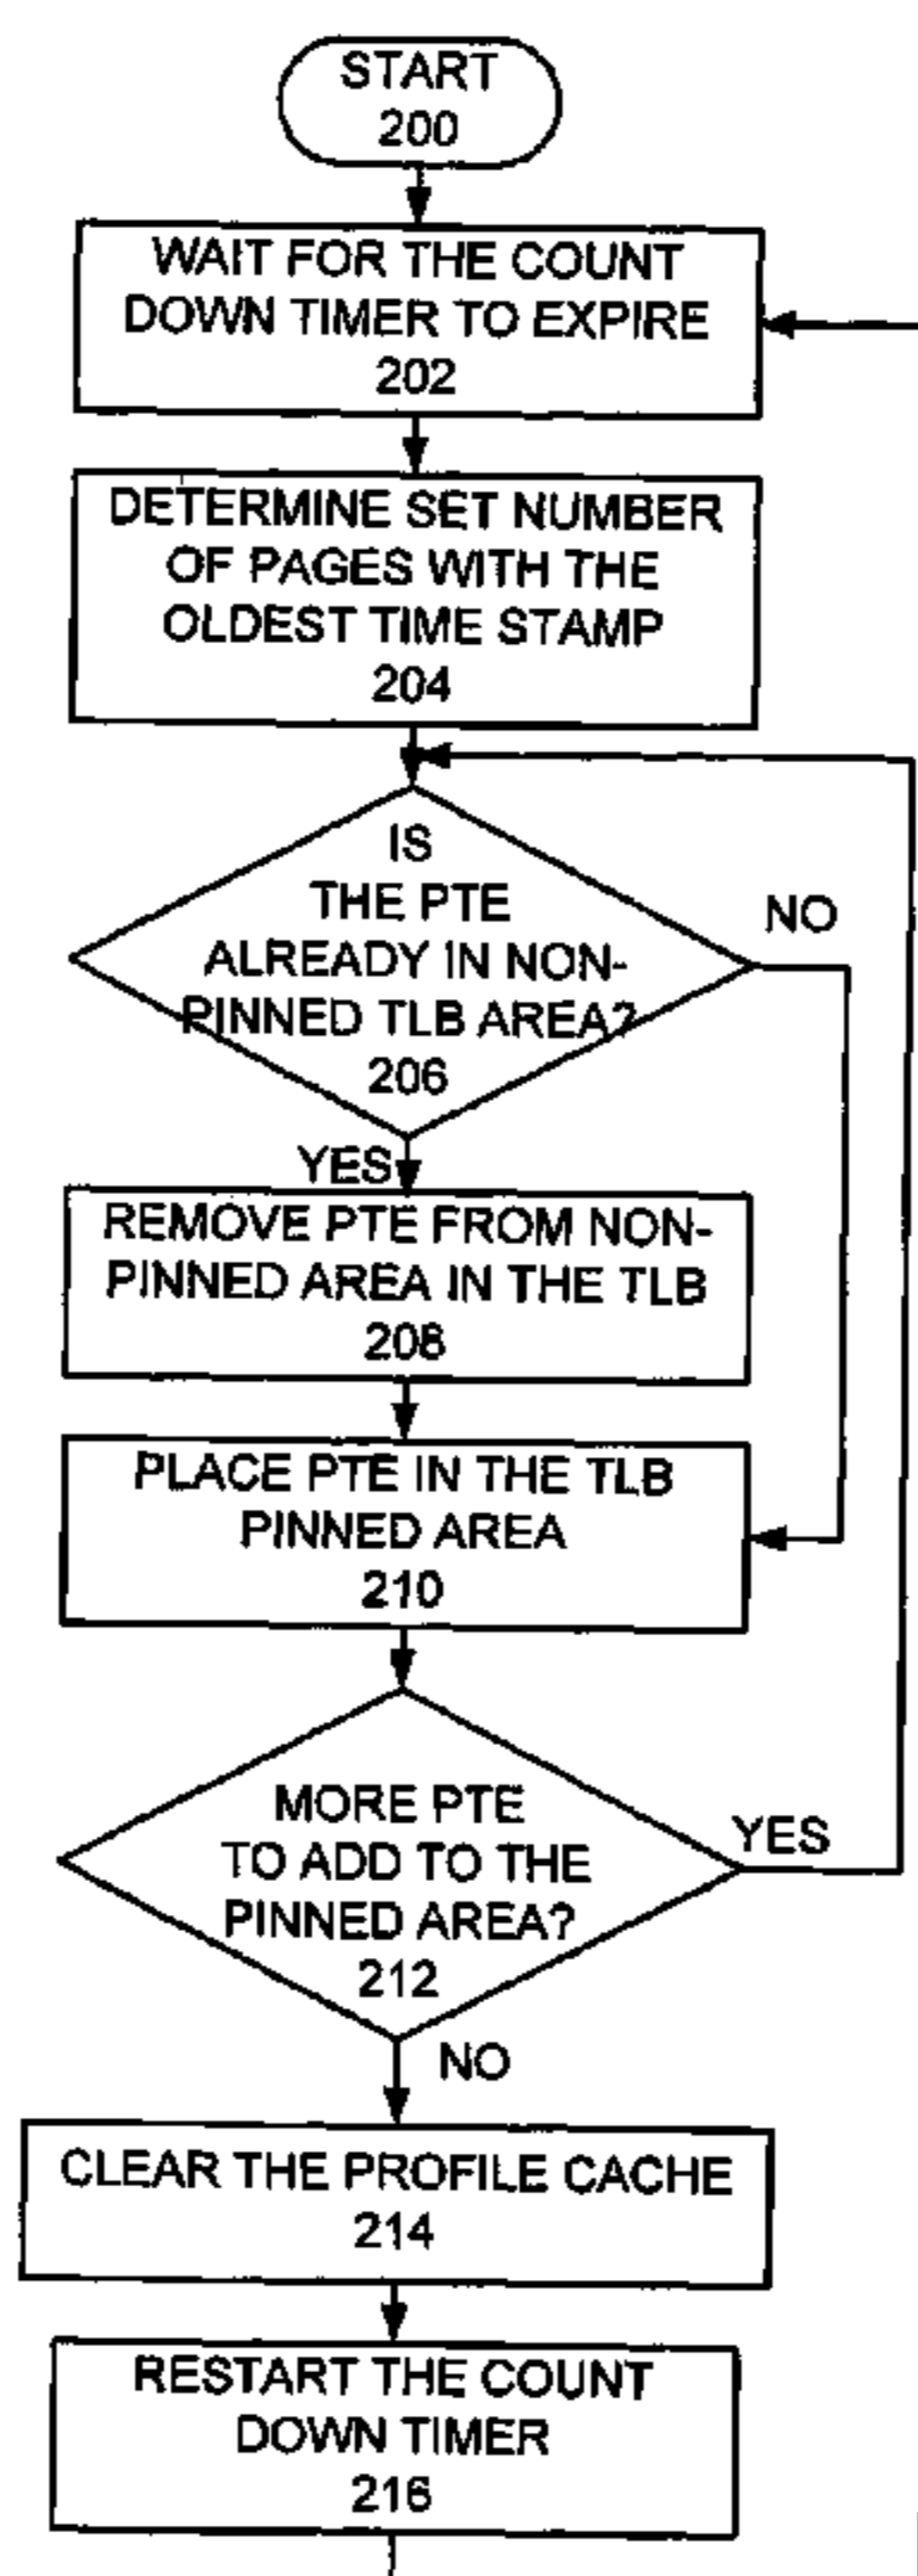 START
200
WAIT FOR THE COUNT
DOWN TIMER TO EXPIRE
202
DETERMINE SET NUMBER
OF PAGES WITH THE
OLDEST TIME STAMP
204
IS
THE PTE
ALREADY IN NON-
PINNED TLB AREA?
206
NO
YES
REMOVE PTE FROM NON-
PINNED AREA IN THE TLB
208
PLACE PTE IN THE TLB
PINNED AREA
210
MORE PTE
TO ADD TO THE
PINNED AREA?
212
YES
NO
CLEAR THE PROFILE CACHE
214
RESTART THE COUNT
DOWN TIMER
216